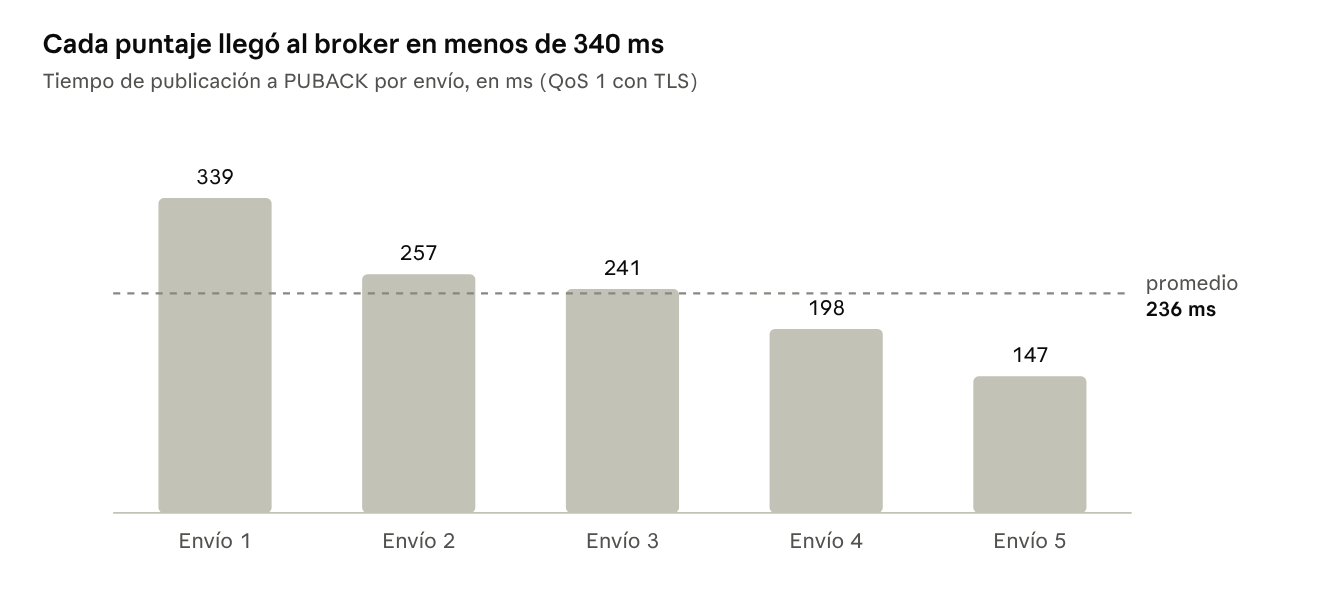 Cada puntaje llegó al broker en menos de 340 ms
Tiempo de publicación a PUBACK por envío, en ms (QoS 1 con TLS)
339
257
241
198
147
promedio
236 ms
Envío 1
Envío 2
Envío 3
Envío 4
Envío 5